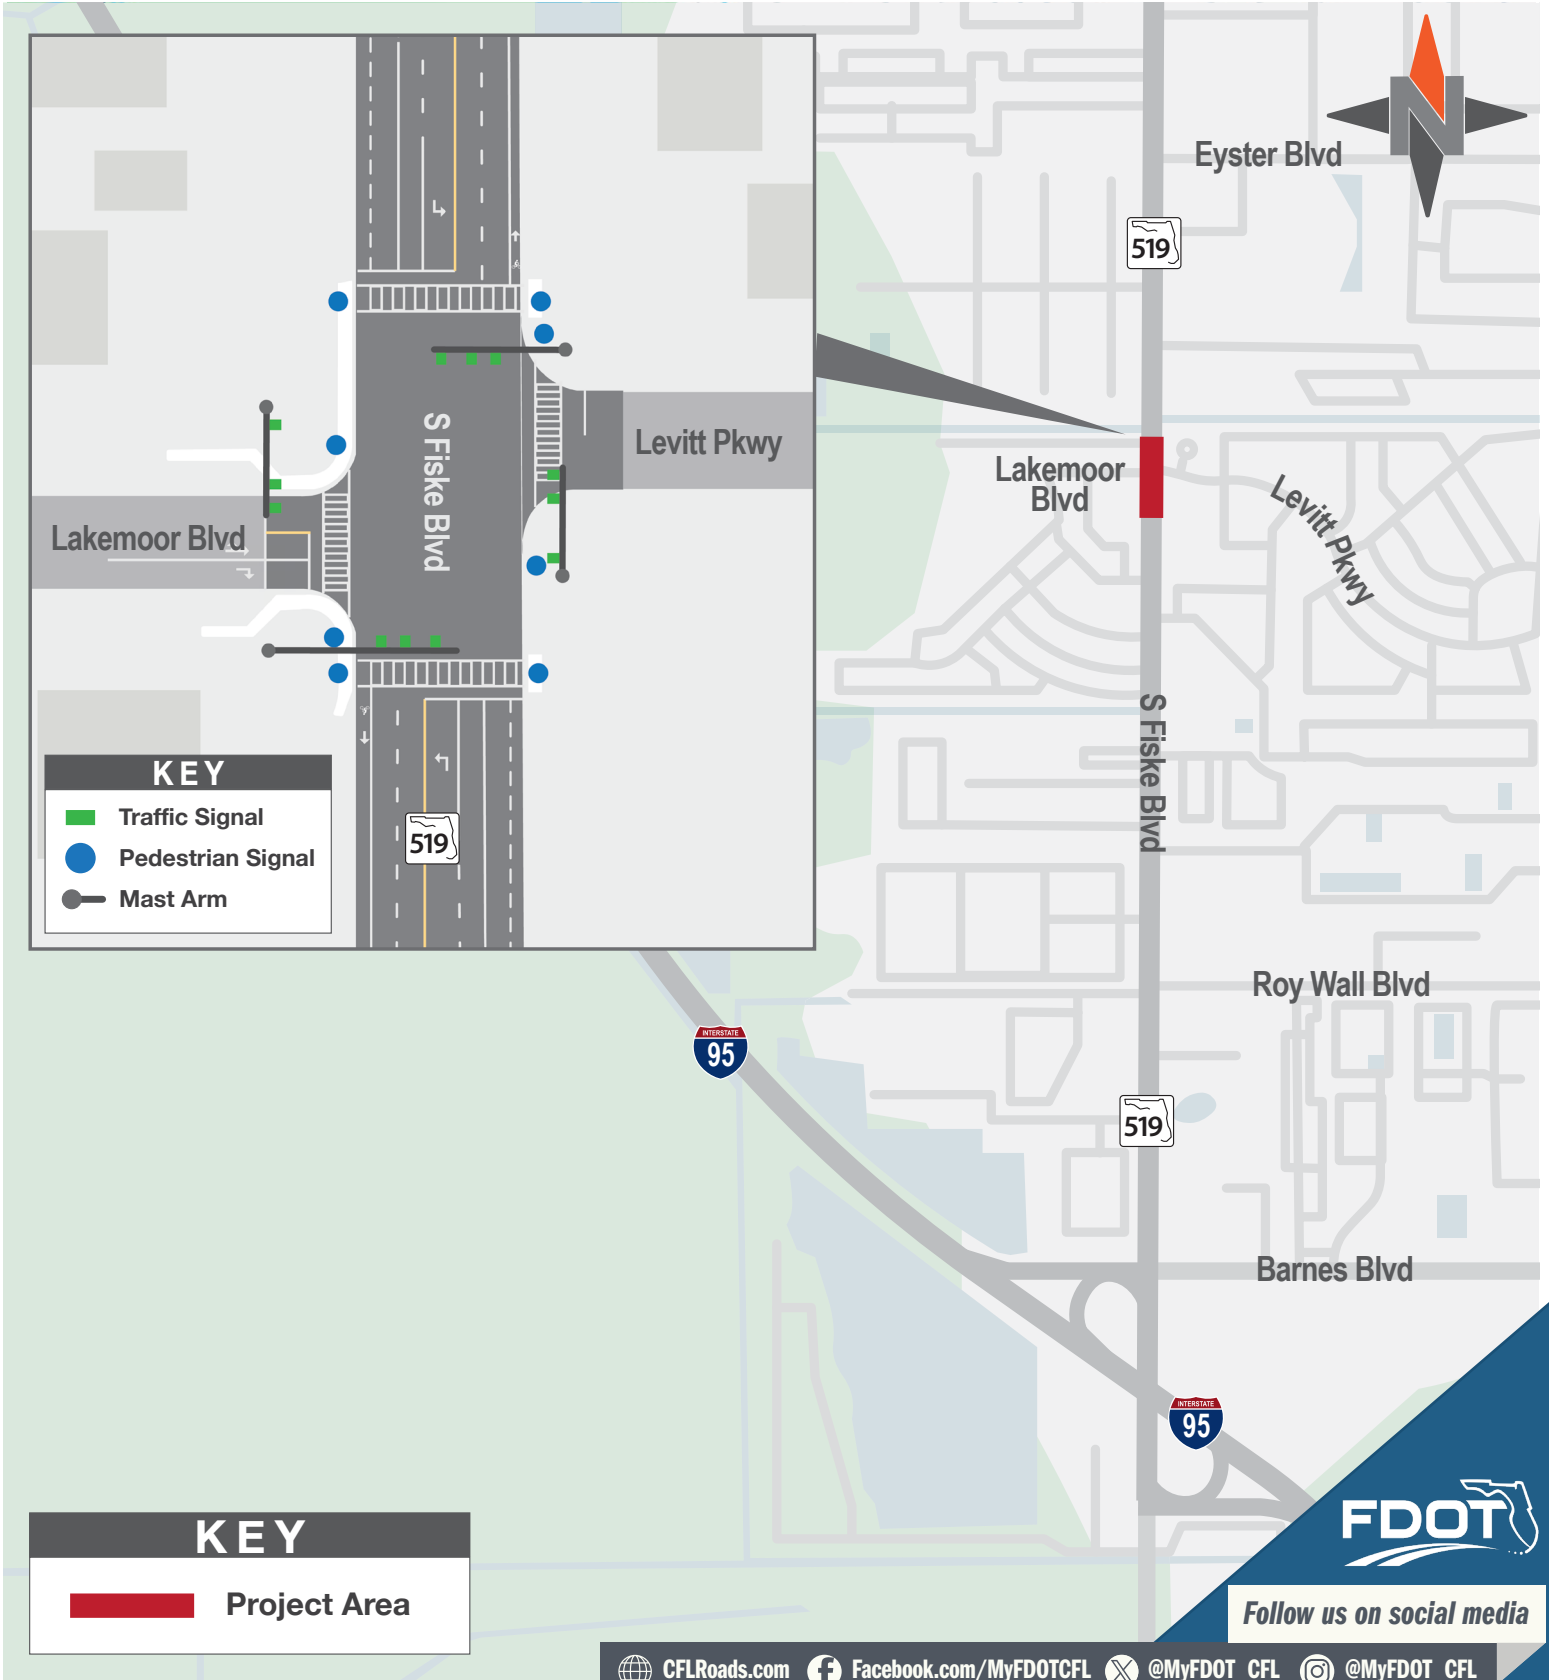 N
Eyster Blvd
519
S Fiske Blvd
Levitt Pkwy
Lakemoor Blvd
KEY
Traffic Signal
Pedestrian Signal
Mast Arm
519
Lakemoor
Blvd
Levitt Pkwy
S Fiske Blvd
Roy Wall Blvd
INTERSTATE
95
519
Barnes Blvd
INTERSTATE
95
KEY
Project Area
FDOT
Follow us on social media
CFLRoads.com Facebook.com/MyFDOTCFL @MyFDOT_CFL @MyFDOT_CFL